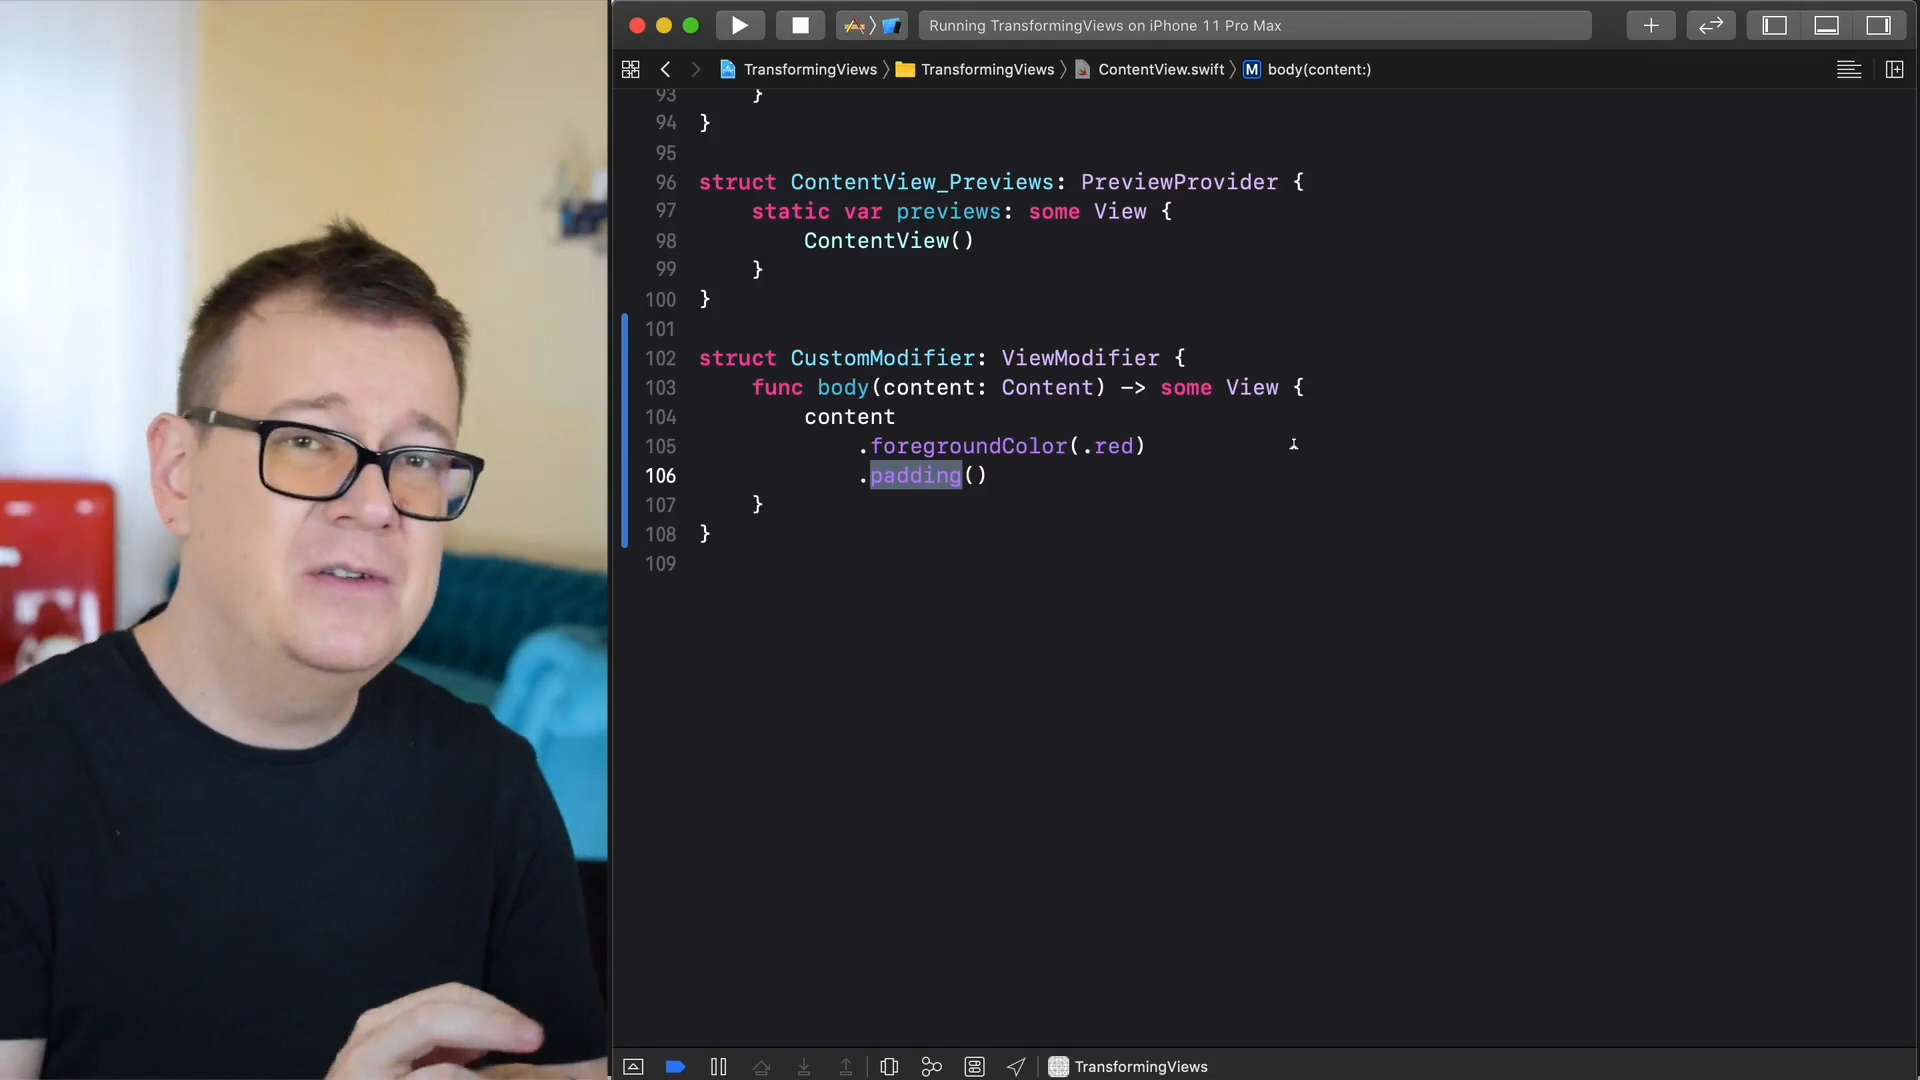 Running TransformingViews on iPhone 11 Pro Max
TransformingViews TransformingViews ContentView.swift M body(content:)
93 }
94 }
95
96 struct ContentView_Previews: PreviewProvider {
97 static var previews: some View {
98 ContentView()
99 }
100 }
101
102 struct CustomModifier: ViewModifier {
103 func body(content: Content) -> some View {
104 content
105 .foregroundColor(.red)
106 .padding()
107 }
108 }
109
TransformingViews